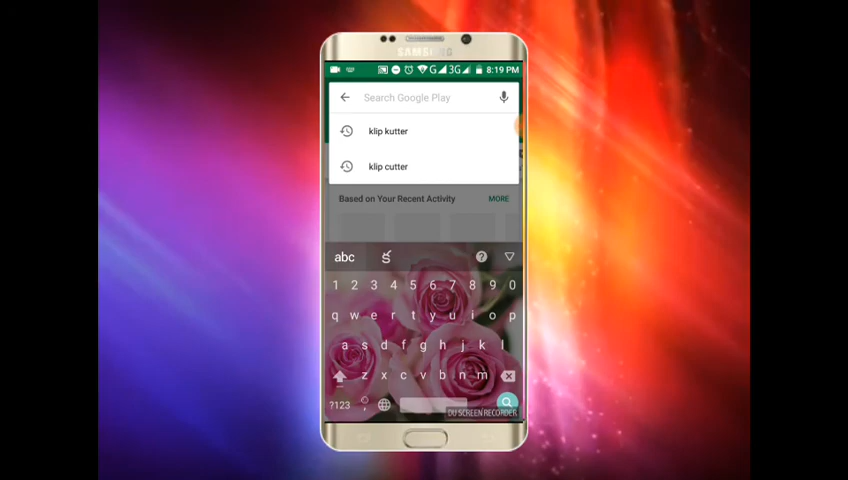 SAMSUNG
G 3G 8:19 PM
Search Google Play
klip kutter
klip cutter
Based on Your Recent Activity MORE
abc ?
1 2 3 4 5 6 7 8 9 0
q w e r t y u i o p
a s d f g h j k l
z x c v b n m
?123 ,
DU SCREEN RECORDER